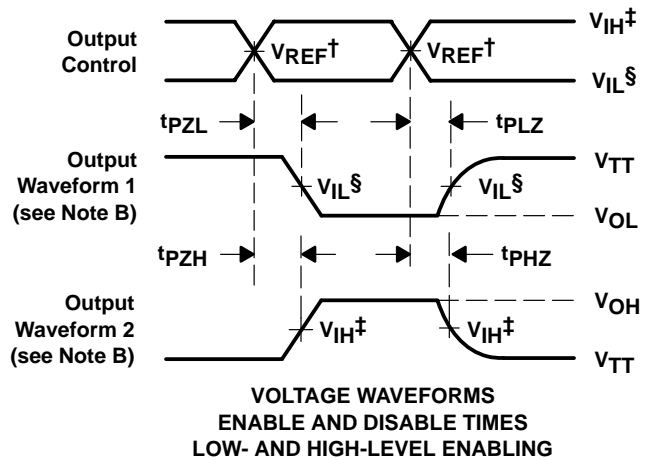 Output
Control
VREF†
VREF†
VIH‡
VIL§
tPZL
tPLZ
Output
Waveform 1
(see Note B)
VIL§
VIL§
VTT
VOL
tPZH
tPHZ
Output
Waveform 2
(see Note B)
VIH‡
VIH‡
VOH
VTT
VOLTAGE WAVEFORMS
ENABLE AND DISABLE TIMES
LOW- AND HIGH-LEVEL ENABLING